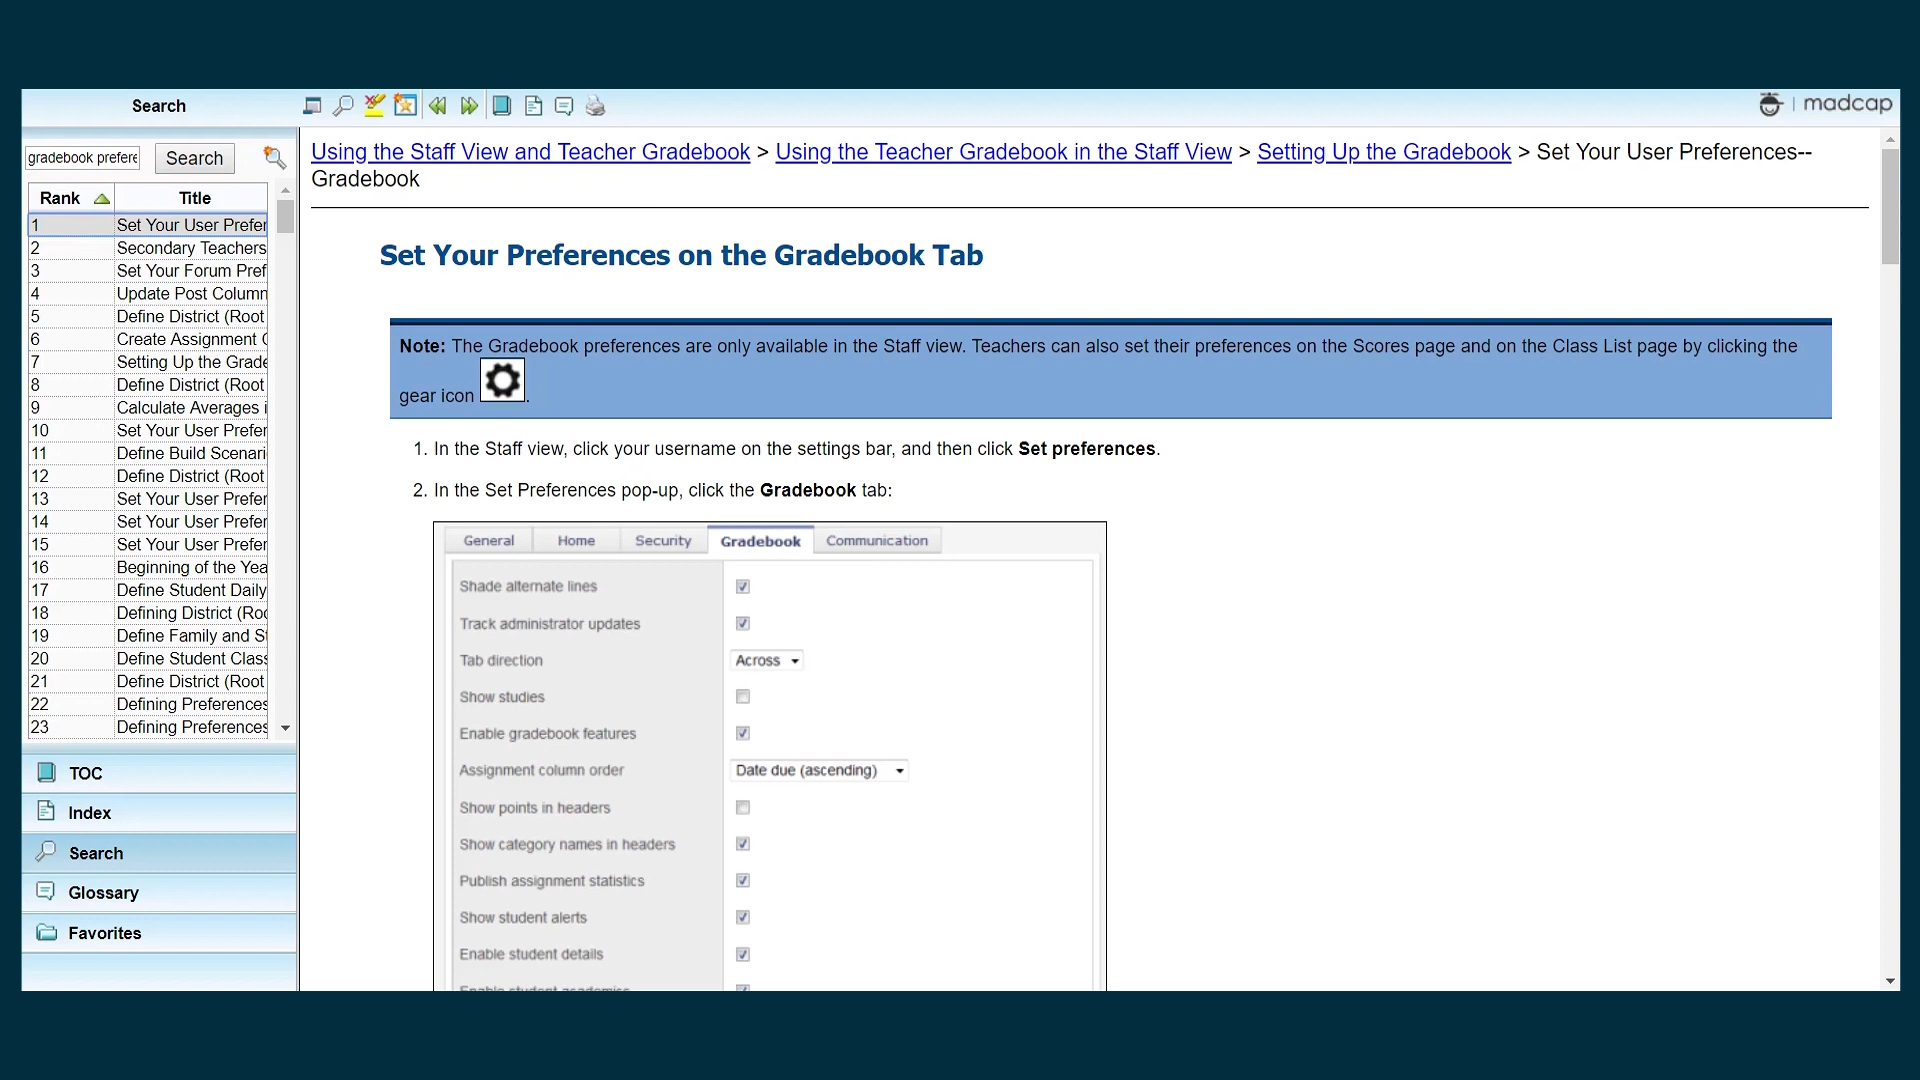 Search
madcap
gradebook prefere
Search
Using the Staff View and Teacher Gradebook > Using the Teacher Gradebook in the Staff View > Setting Up the Gradebook > Set Your User Preferences--
Gradebook
Rank Title
1 Set Your User Prefer
2 Secondary Teachers
3 Set Your Forum Pref
4 Update Post Column
5 Define District (Root
6 Create Assignment C
7 Setting Up the Grade
8 Define District (Root
9 Calculate Averages i
10 Set Your User Prefer
11 Define Build Scenari
12 Define District (Root
13 Set Your User Prefer
14 Set Your User Prefer
15 Set Your User Prefer
16 Beginning of the Yea
17 Define Student Daily
18 Defining District (Roo
19 Define Family and St
20 Define Student Class
21 Define District (Root
22 Defining Preferences
23 Defining Preferences
TOC
Index
Search
Glossary
Favorites
Set Your Preferences on the Gradebook Tab
Note: The Gradebook preferences are only available in the Staff view. Teachers can also set their preferences on the Scores page and on the Class List page by clicking the
gear icon .
1. In the Staff view, click your username on the settings bar, and then click Set preferences.
2. In the Set Preferences pop-up, click the Gradebook tab:
General Home Security Gradebook Communication
Shade alternate lines
Track administrator updates
Tab direction Across
Show studies
Enable gradebook features
Assignment column order Date due (ascending)
Show points in headers
Show category names in headers
Publish assignment statistics
Show student alerts
Enable student details
Enable student academics